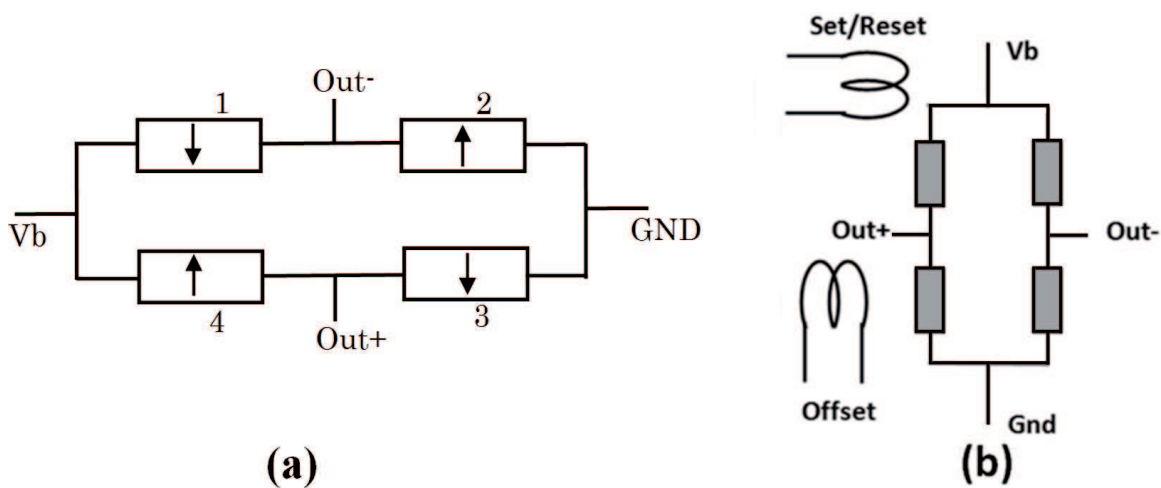 Out-
1
2
Vb
GND
4
3
Out+
(a)
Set/Reset
Vb
Out+
Out-
Offset
Gnd
(b)